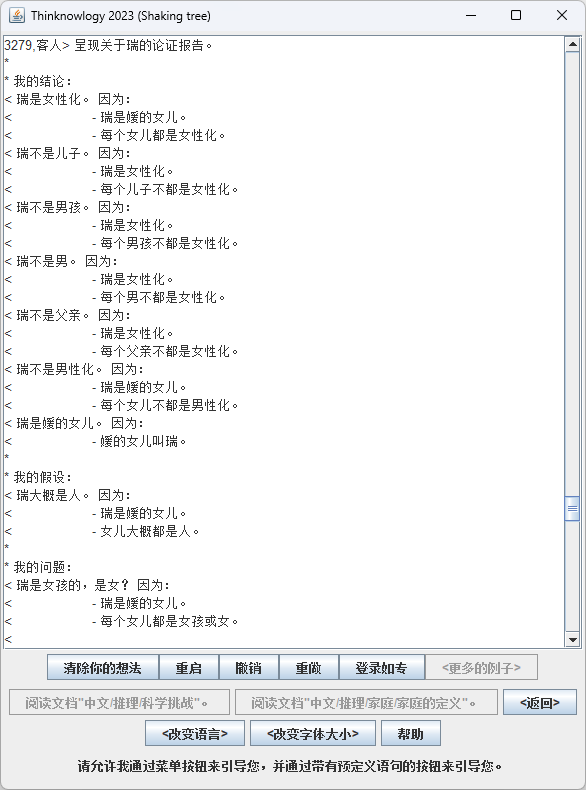 Thinknowlogy 2023 (Shaking tree)
3279,客人> 呈现关于瑞的论证报告。
*
* 我的结论：
< 瑞是女性化。 因为：
< - 瑞是媛的女儿。
< - 每个女儿都是女性化。
< 瑞不是儿子。 因为：
< - 瑞是女性化。
< - 每个儿子不都是女性化。
< 瑞不是男孩。 因为：
< - 瑞是女性化。
< - 每个男孩不都是女性化。
< 瑞不是男。 因为：
< - 瑞是女性化。
< - 每个男不都是女性化。
< 瑞不是父亲。 因为：
< - 瑞是女性化。
< - 每个父亲不都是女性化。
< 瑞不是男性化。 因为：
< - 瑞是媛的女儿。
< - 每个女儿不都是男性化。
< 瑞是媛的女儿。 因为：
< - 媛的女儿叫瑞。
*
* 我的假设：
< 瑞大概是人。 因为：
< - 瑞是媛的女儿。
< - 女儿大概都是人。
*
* 我的问题：
< 瑞是女孩的，是女？ 因为：
< - 瑞是媛的女儿。
< - 每个女儿都是女孩或女。
<
清除你的想法 重启 撤销 重做 登录如专 <更多的例子>
阅读文档"中文/推理/科学挑战"。 阅读文档"中文/推理/家庭/家庭的定义"。 <返回>
<改变语言> <改变字体大小> 帮助
请允许我通过菜单按钮来引导您，并通过带有预定义语句的按钮来引导您。